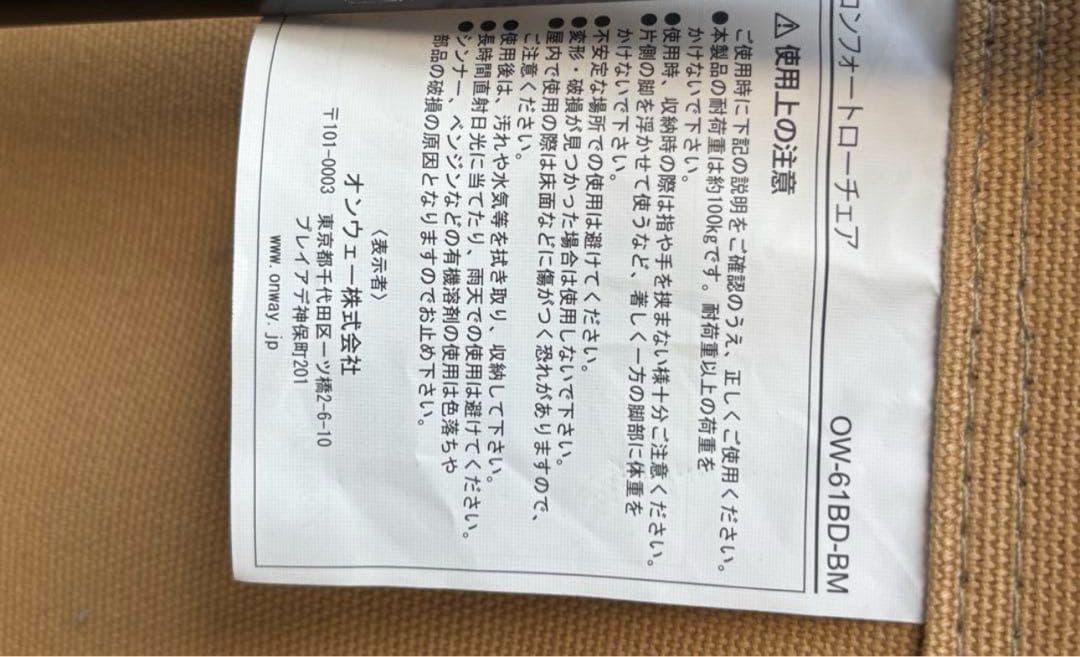 コンフォートローチェア OW-61BD-BM
⚠ 使用上の注意
ご使用時に下記の説明をご確認のうえ、正しくご使用ください。
●本製品の耐荷重は約100kgです。耐荷重以上の荷重を
かけないで下さい。
●使用時、収納時の際は指や手を挟まない様十分ご注意ください。
●片側の脚を浮かせて使うなど、著しく一方の脚部に体重を
かけないで下さい。
●不安定な場所での使用は避けてください。
●変形・破損が見つかった場合は使用しないで下さい。
●屋内で使用の際は床面などに傷がつく恐れがありますので、
ご注意ください。
●使用後は、汚れや水気等を拭き取り、収納して下さい。
●長時間直射日光に当てたり、雨天での使用は避けてください。
●シンナー、ベンジンなどの有機溶剤の使用は色落ちや
部品の破損の原因となりますのでお止め下さい。
〈表示者〉
オンウェー株式会社
〒101-0003 東京都千代田区一ツ橋2-6-10
プレイアデ神保町201
www.onway.jp